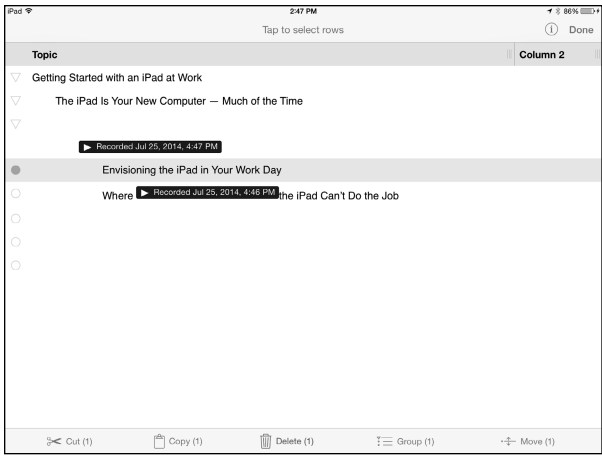 iPad 2:47 PM 86%
Tap to select rows Done
Topic Column 2
Getting Started with an iPad at Work
The iPad Is Your New Computer — Much of the Time
Recorded Jul 25, 2014, 4:47 PM
Envisioning the iPad in Your Work Day
Where Recorded Jul 25, 2014, 4:46 PM the iPad Can't Do the Job
Cut (1) Copy (1) Delete (1) Group (1) Move (1)